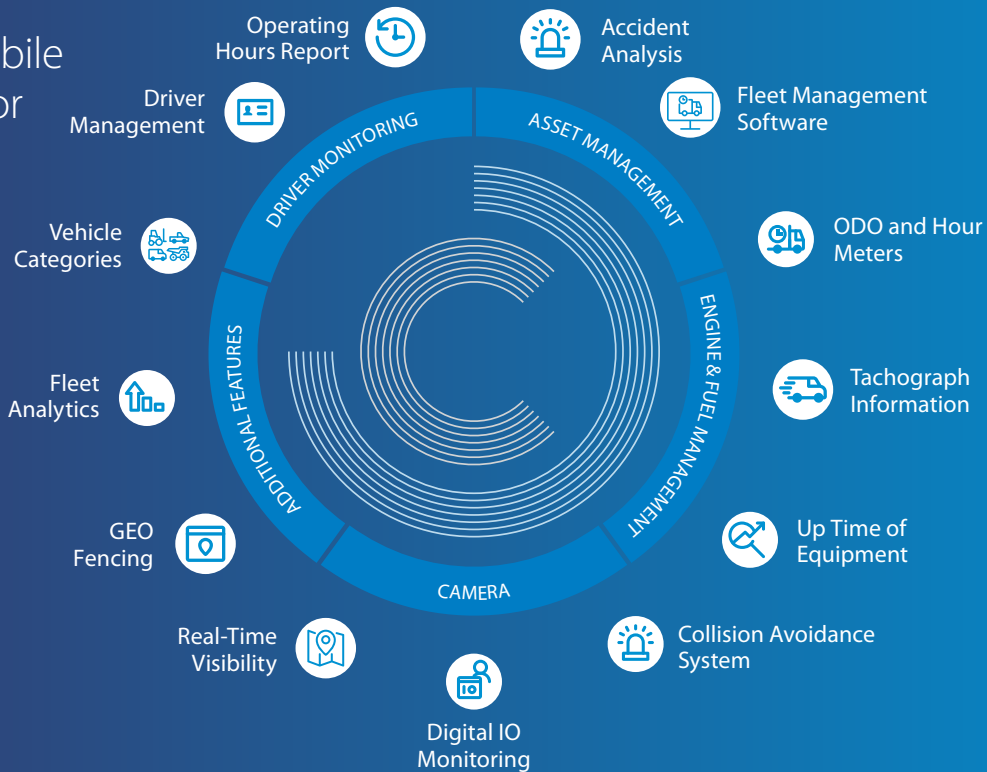 bile
or
Operating
Hours Report
Accident
Analysis
Driver
Management
Fleet Management
Software
DRIVER MONITORING
ASSET MANAGEMENT
Vehicle
Categories
ODO and Hour
Meters
ENGINE & FUEL MANAGEMENT
ADDITIONAL FEATURES
Fleet
Analytics
Tachograph
Information
GEO
Fencing
Up Time of
Equipment
CAMERA
Real-Time
Visibility
Collision Avoidance
System
IO
Digital IO
Monitoring